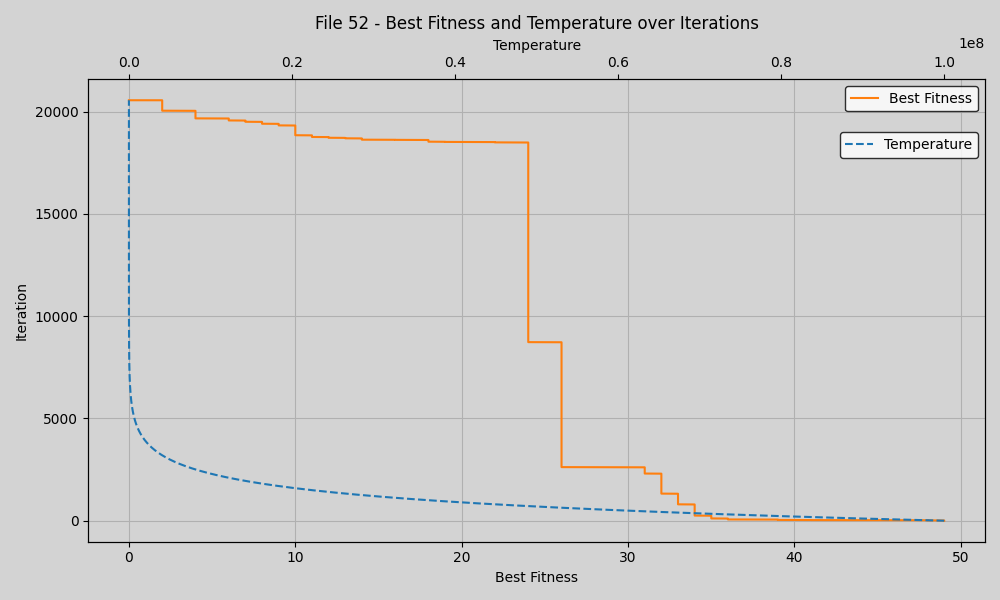 File 52 - Best Fitness and Temperature over Iterations
Temperature
1e8
0.0 0.2 0.4 0.6 0.8 1.0
Best Fitness
Temperature
20000
15000
10000
5000
0
Iteration
0 10 20 30 40 50
Best Fitness